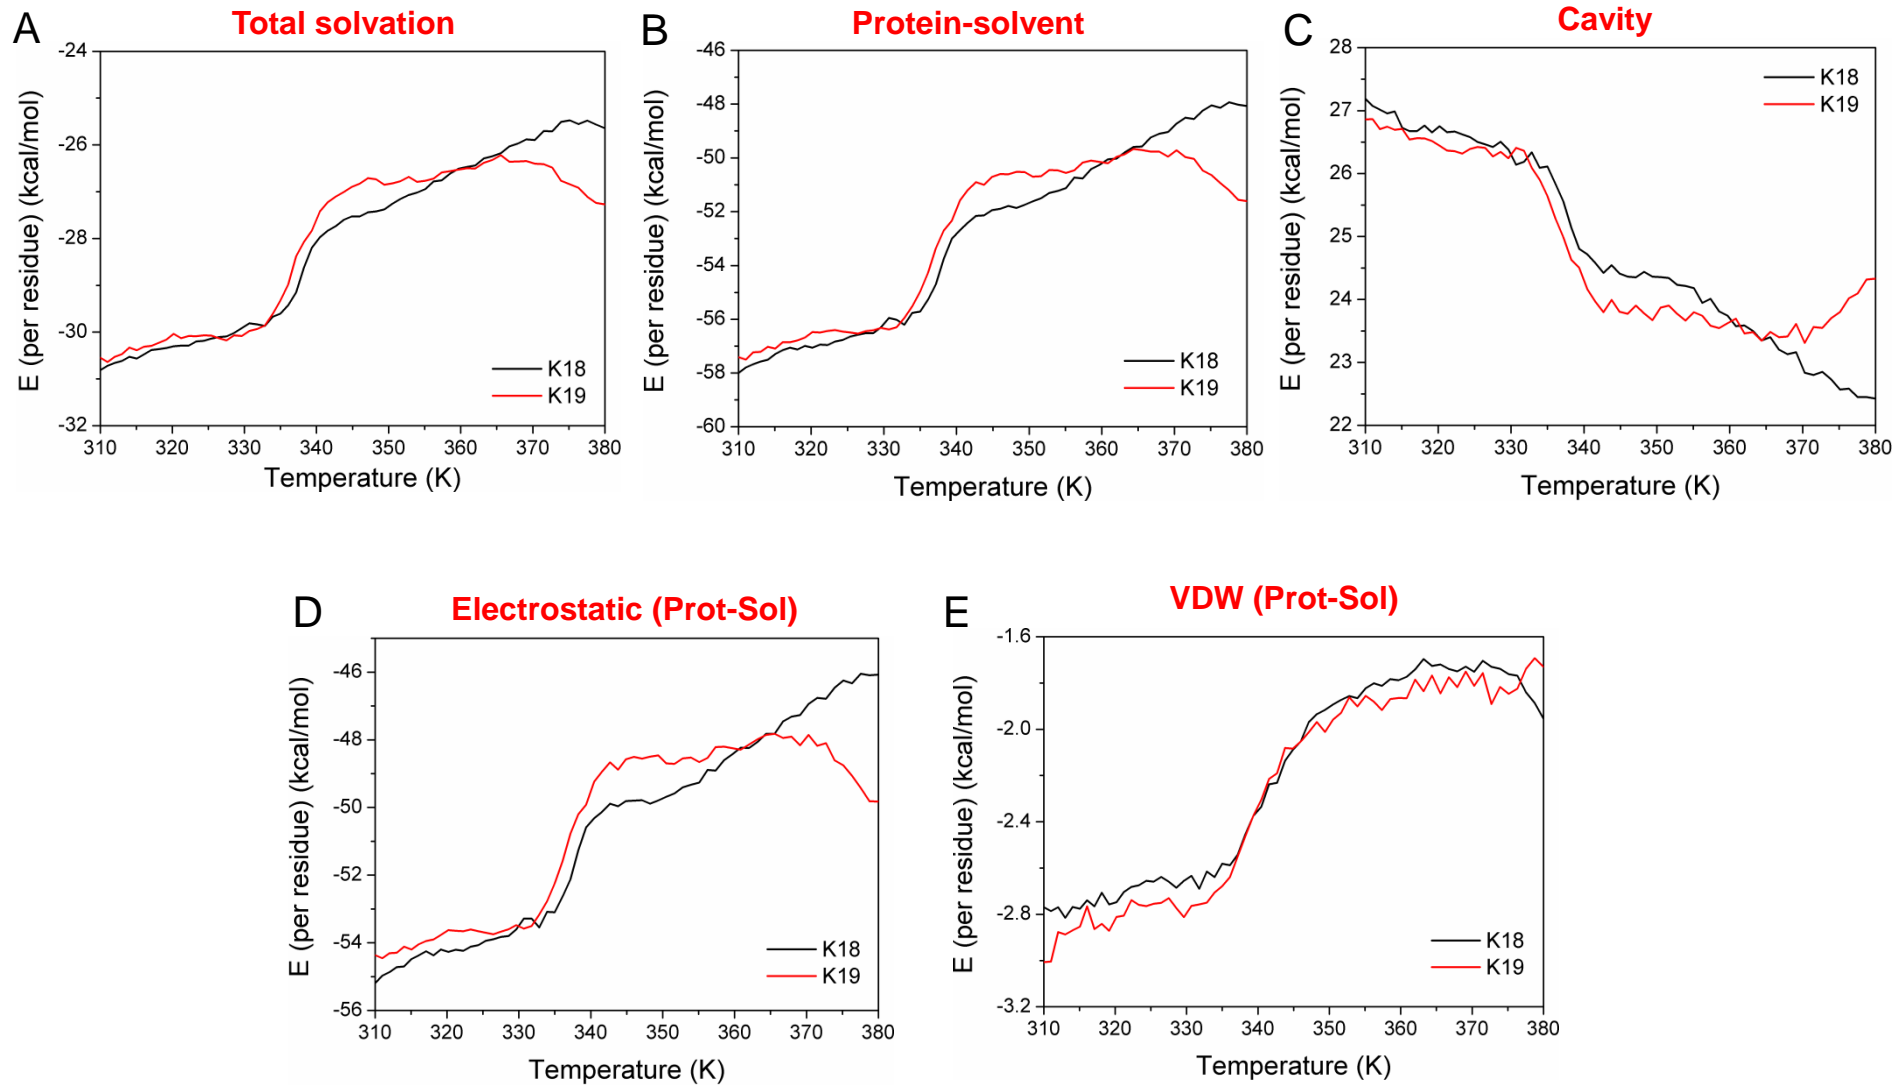 A
Total solvation
E (per residue) (kcal/mol)
-24
-26
-28
-30
-32
K18
K19
310 320 330 340 350 360 370 380
Temperature (K)
B
Protein-solvent
E (per residue) (kcal/mol)
-46
-48
-50
-52
-54
-56
-58
-60
K18
K19
310 320 330 340 350 360 370 380
Temperature (K)
C
Cavity
E (per residue) (kcal/mol)
28
27
26
25
24
23
22
K18
K19
310 320 330 340 350 360 370 380
Temperature (K)
D
Electrostatic (Prot-Sol)
E (per residue) (kcal/mol)
-46
-48
-50
-52
-54
-56
K18
K19
310 320 330 340 350 360 370 380
Temperature (K)
E
VDW (Prot-Sol)
E (per residue) (kcal/mol)
-1.6
-2.0
-2.4
-2.8
-3.2
K18
K19
310 320 330 340 350 360 370 380
Temperature (K)